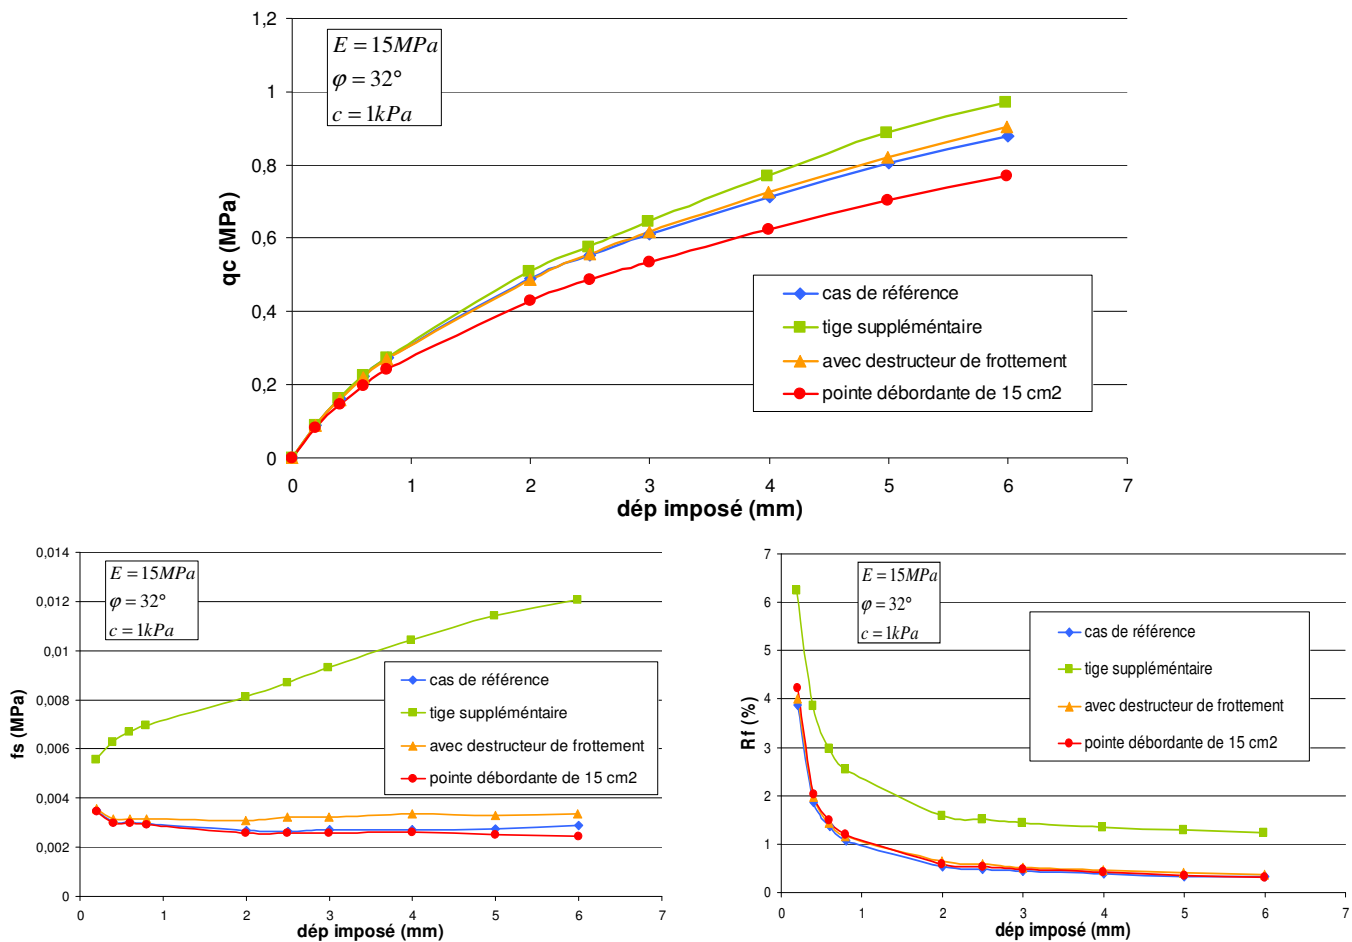 1,2
1
0,8
0,6
0,4
0,2
0
qc (MPa)
E = 15MPa
φ = 32°
c = 1kPa
cas de référence
tige suppléméntaire
avec destructeur de frottement
pointe débordante de 15 cm2
0 1 2 3 4 5 6 7
dép imposé (mm)
0,014
0,012
0,01
0,008
0,006
0,004
0,002
0
fs (MPa)
E = 15MPa
φ = 32°
c = 1kPa
cas de référence
tige suppléméntaire
avec destructeur de frottement
pointe débordante de 15 cm2
0 1 2 3 4 5 6 7
dép imposé (mm)
7
6
5
4
3
2
1
0
Rf (%)
E = 15MPa
φ = 32°
c = 1kPa
cas de référence
tige suppléméntaire
avec destructeur de frottement
pointe débordante de 15 cm2
0 1 2 3 4 5 6 7
dép imposé (mm)